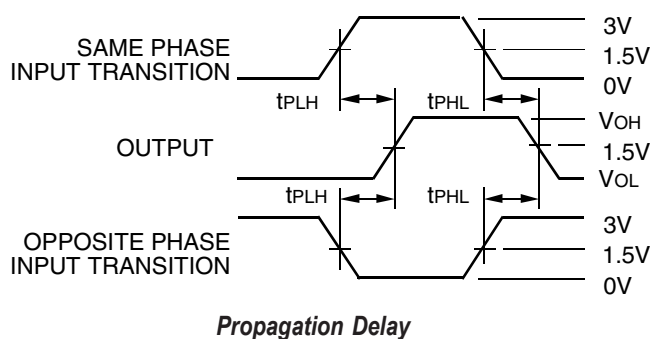 3V
SAME PHASE
INPUT TRANSITION
1.5V
0V
tPLH
tPHL
VOH
OUTPUT
1.5V
VOL
tPLH
tPHL
3V
OPPOSITE PHASE
INPUT TRANSITION
1.5V
0V
Propagation Delay